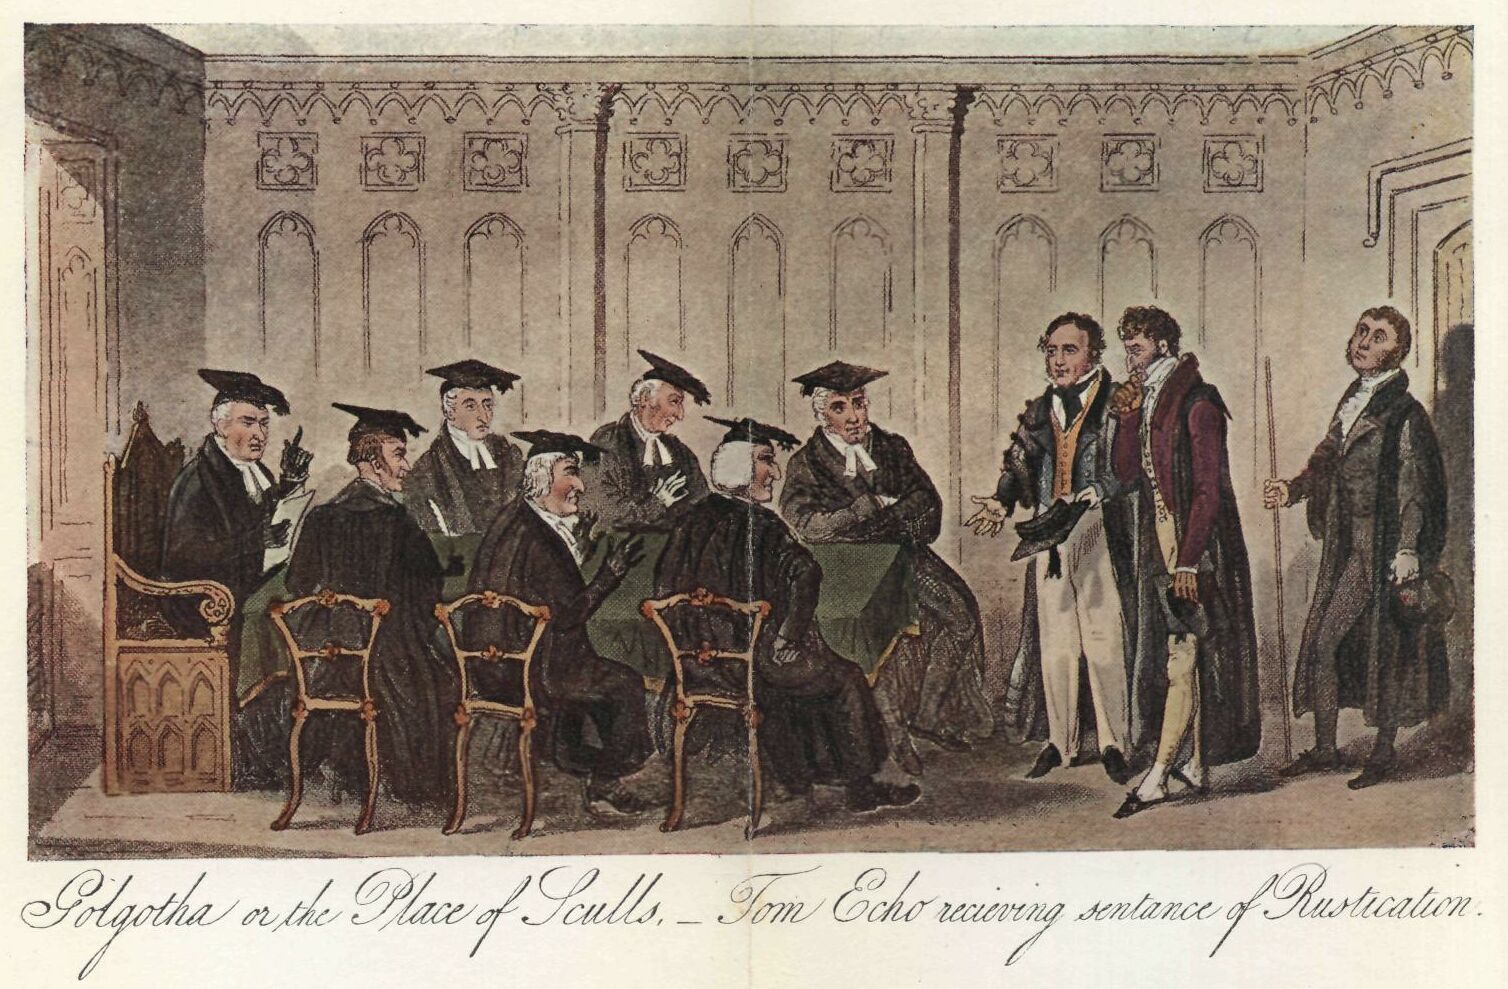 Golgotha or the Place of Sculls. – Tom Echo recieving sentance of Rustication.